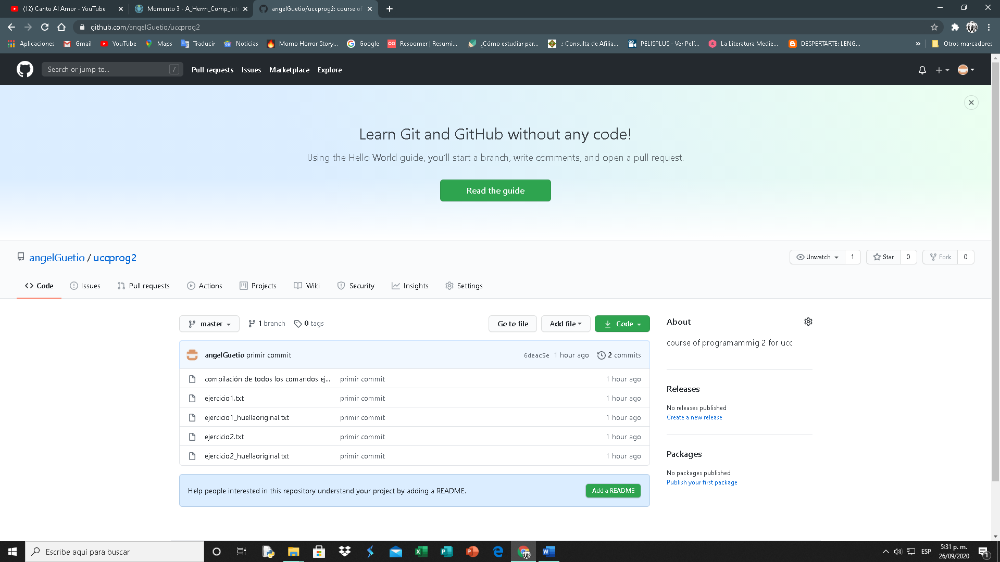 (12) Canto Al Amor - YouTube
Momento 3 - A_Herm_Comp_Int
angelGuetio/uccprog2: course of
github.com/angelGuetio/uccprog2
Aplicaciones
Gmail
YouTube
Maps
Traducir
Noticias
Momo Horror Story...
Google
Resoomer | Resumi...
¿Cómo estudiar par...
.: Consulta de Afilia...
PELISPLUS - Ver Pelí...
La Literatura Medie...
DESPERTARTE: LENG...
»
Otros marcadores
Search or jump to...
/
Pull requests
Issues
Marketplace
Explore
Learn Git and GitHub without any code!
Using the Hello World guide, you’ll start a branch, write comments, and open a pull request.
Read the guide
angelGuetio / uccprog2
Unwatch
1
Star
0
Fork
0
Code
Issues
Pull requests
Actions
Projects
Wiki
Security
Insights
Settings
master
1 branch
0 tags
Go to file
Add file
Code
angelGuetio primir commit
6deac5e
1 hour ago
2 commits
compilación de todos los comandos ej...
primir commit
1 hour ago
ejercicio1.txt
primir commit
1 hour ago
ejercicio1_huellaoriginal.txt
primir commit
1 hour ago
ejercicio2.txt
primir commit
1 hour ago
ejercicio2_huellaoriginal.txt
primir commit
1 hour ago
Help people interested in this repository understand your project by adding a README.
Add a README
About
course of programammig 2 for ucc
Releases
No releases published
Create a new release
Packages
No packages published
Publish your first package
Escribe aquí para buscar
ESP
5:31 p. m.
26/09/2020
1